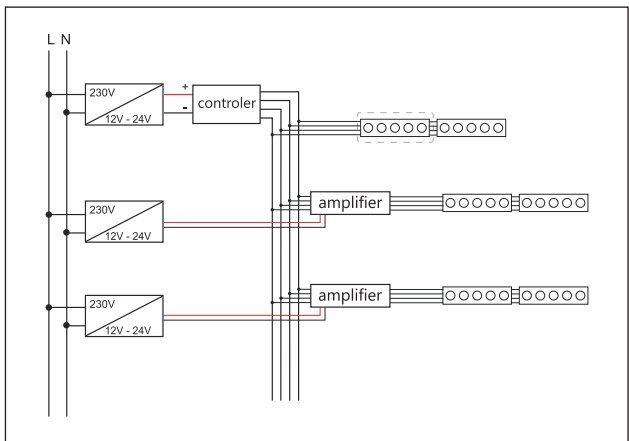 L N
230V
12V - 24V
+
-
controler
230V
12V - 24V
amplifier
230V
12V - 24V
amplifier